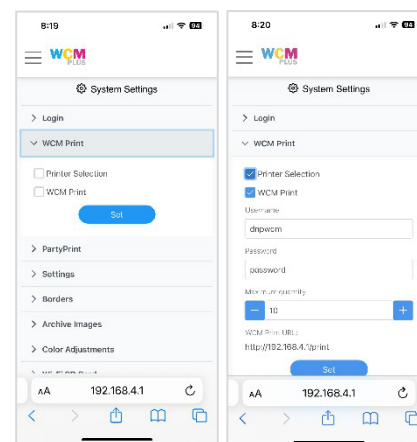 8:19
94
WCM
PLUS
System Settings
> Login
WCM Print
Printer Selection
WCM Print
Set
> PartyPrint
> Settings
> Borders
> Archive Images
> Color Adjustments
AA 192.168.4.1
8:20
94
WCM
PLUS
System Settings
> Login
WCM Print
Printer Selection
WCM Print
Username
dnpwcm
Password
password
Maximum quantity
− 10 +
WCM Print URL:
http://192.168.4.1/print
Set
AA 192.168.4.1